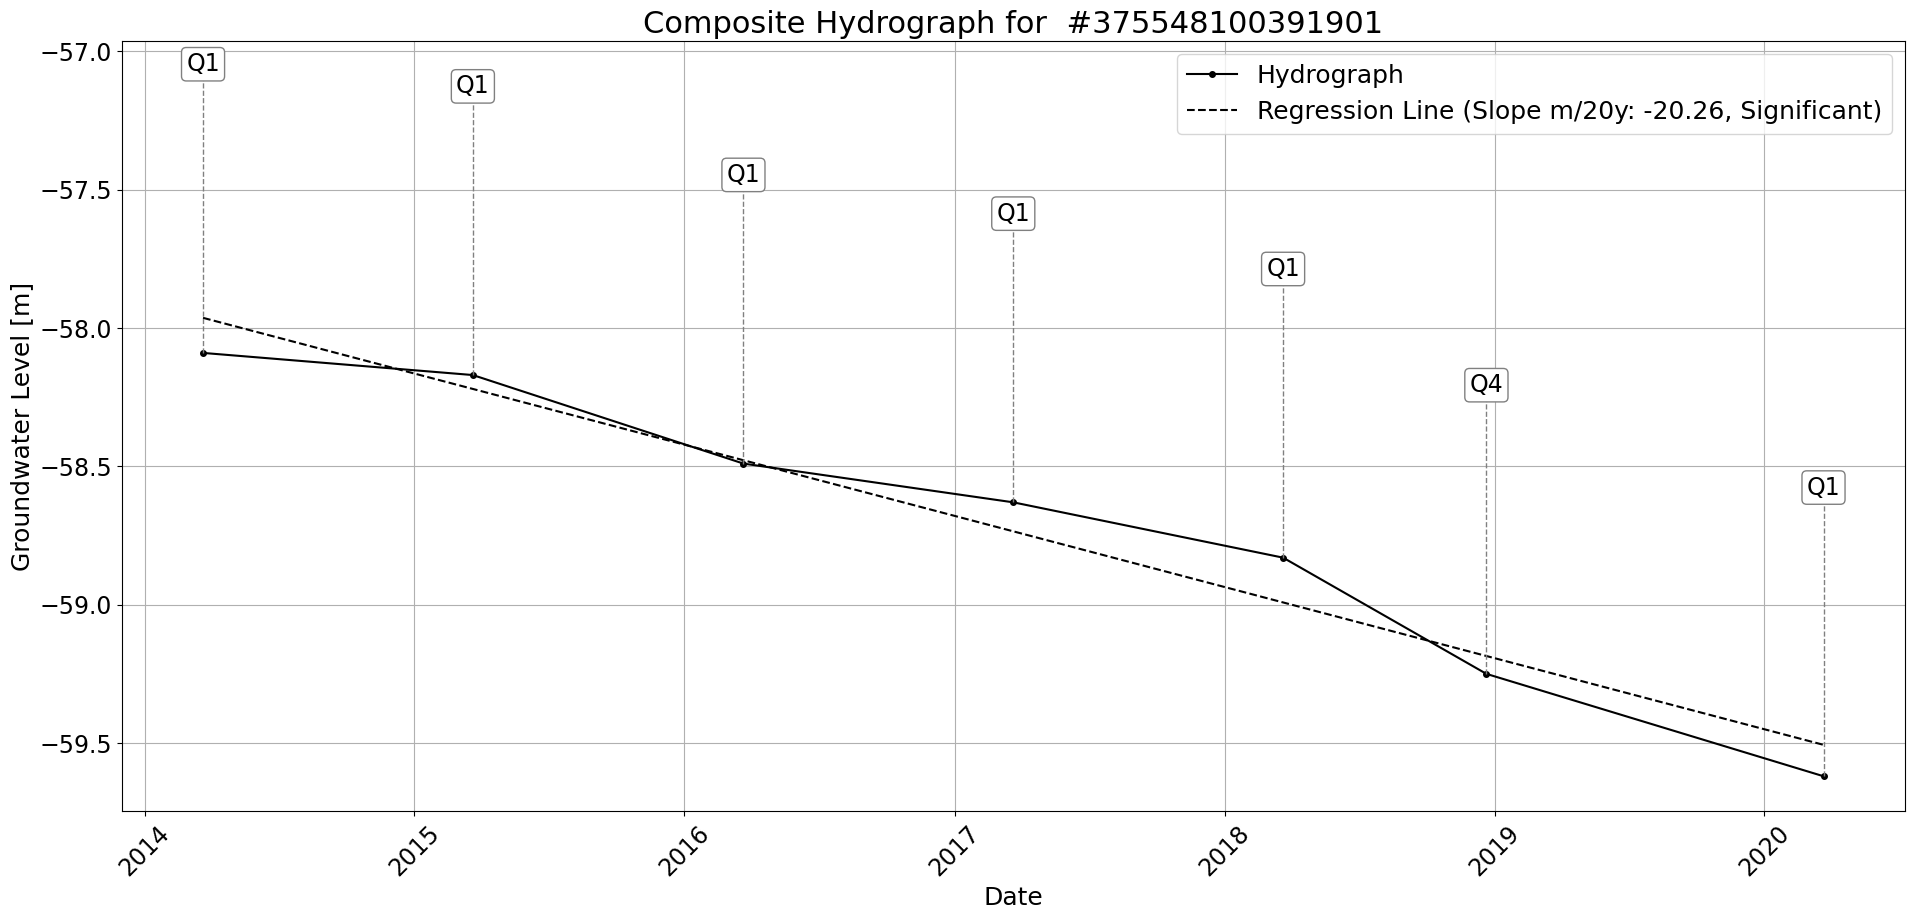 Composite Hydrograph for  #375548100391901
Hydrograph
Regression Line (Slope m/20y: -20.26, Significant)
Q1
Q1
Q1
Q1
Q1
Q4
Q1
Groundwater Level [m]
−57.0
−57.5
−58.0
−58.5
−59.0
−59.5
2014
2015
2016
2017
2018
2019
2020
Date